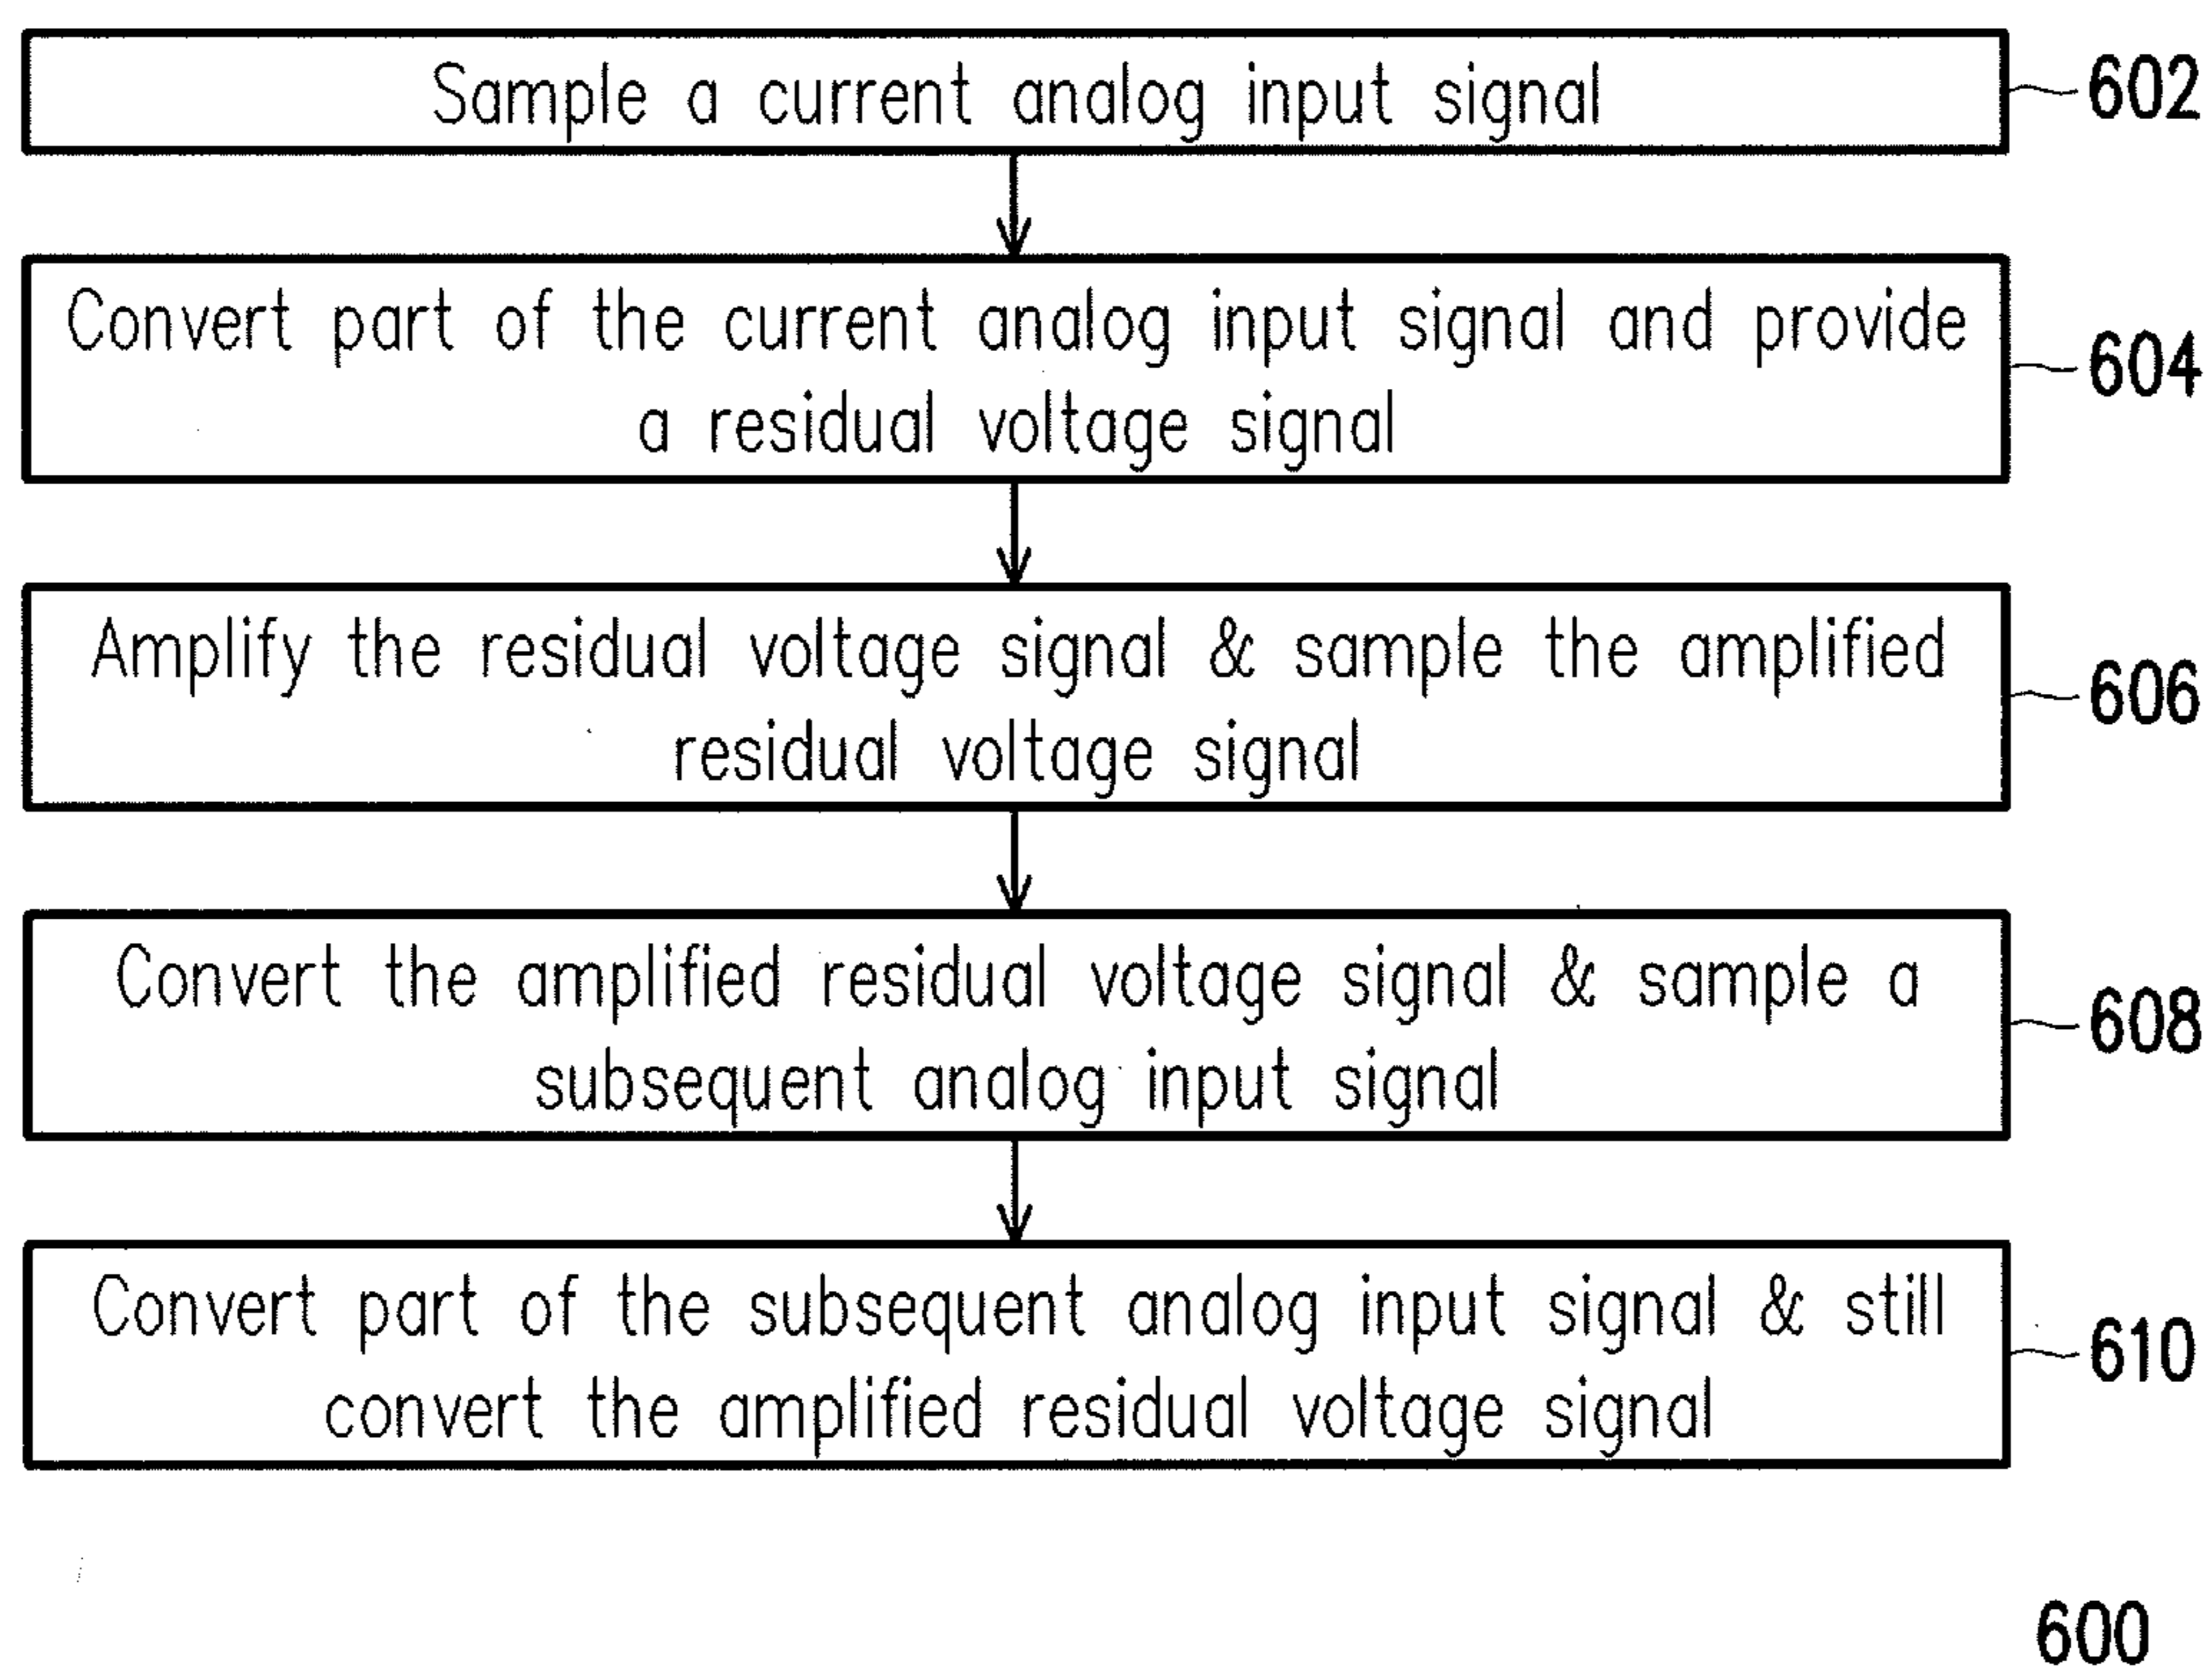 Sample a current analog input signal
602
Convert part of the current analog input signal and provide
a residual voltage signal
604
Amplify the residual voltage signal & sample the amplified
residual voltage signal
606
Convert the amplified residual voltage signal & sample a
subsequent analog input signal
608
Convert part of the subsequent analog input signal & still
convert the amplified residual voltage signal
610
600